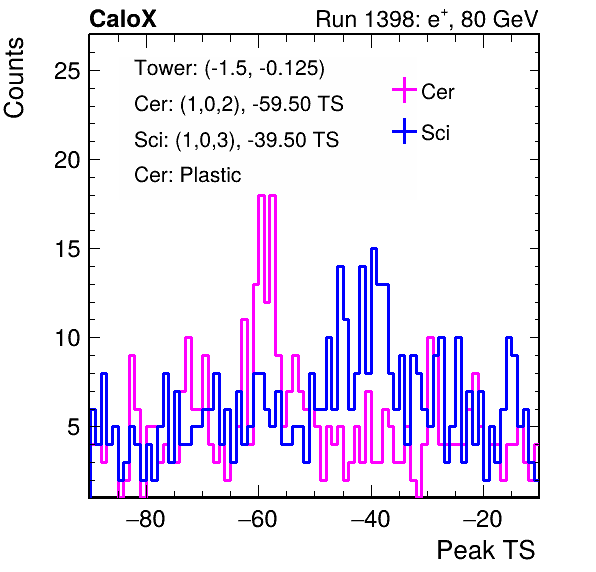 CaloX Run 1398: e⁺, 80 GeV
Counts
25
20
15
10
5
Tower: (-1.5, -0.125)
Cer: (1,0,2), -59.50 TS
Sci: (1,0,3), -39.50 TS
Cer: Plastic
Cer
Sci
−80 −60 −40 −20
Peak TS